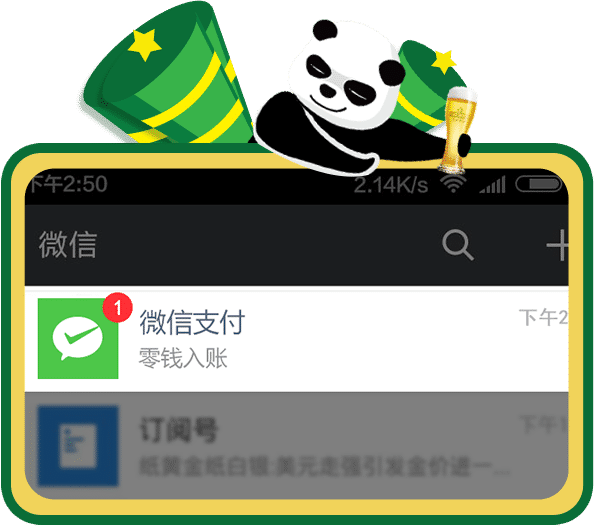 下午2:50 2.14K/s
微信
1
微信支付 下午2
零钱入账
订阅号 下午1
纸黄金纸白银:美元走强引发金价进一...